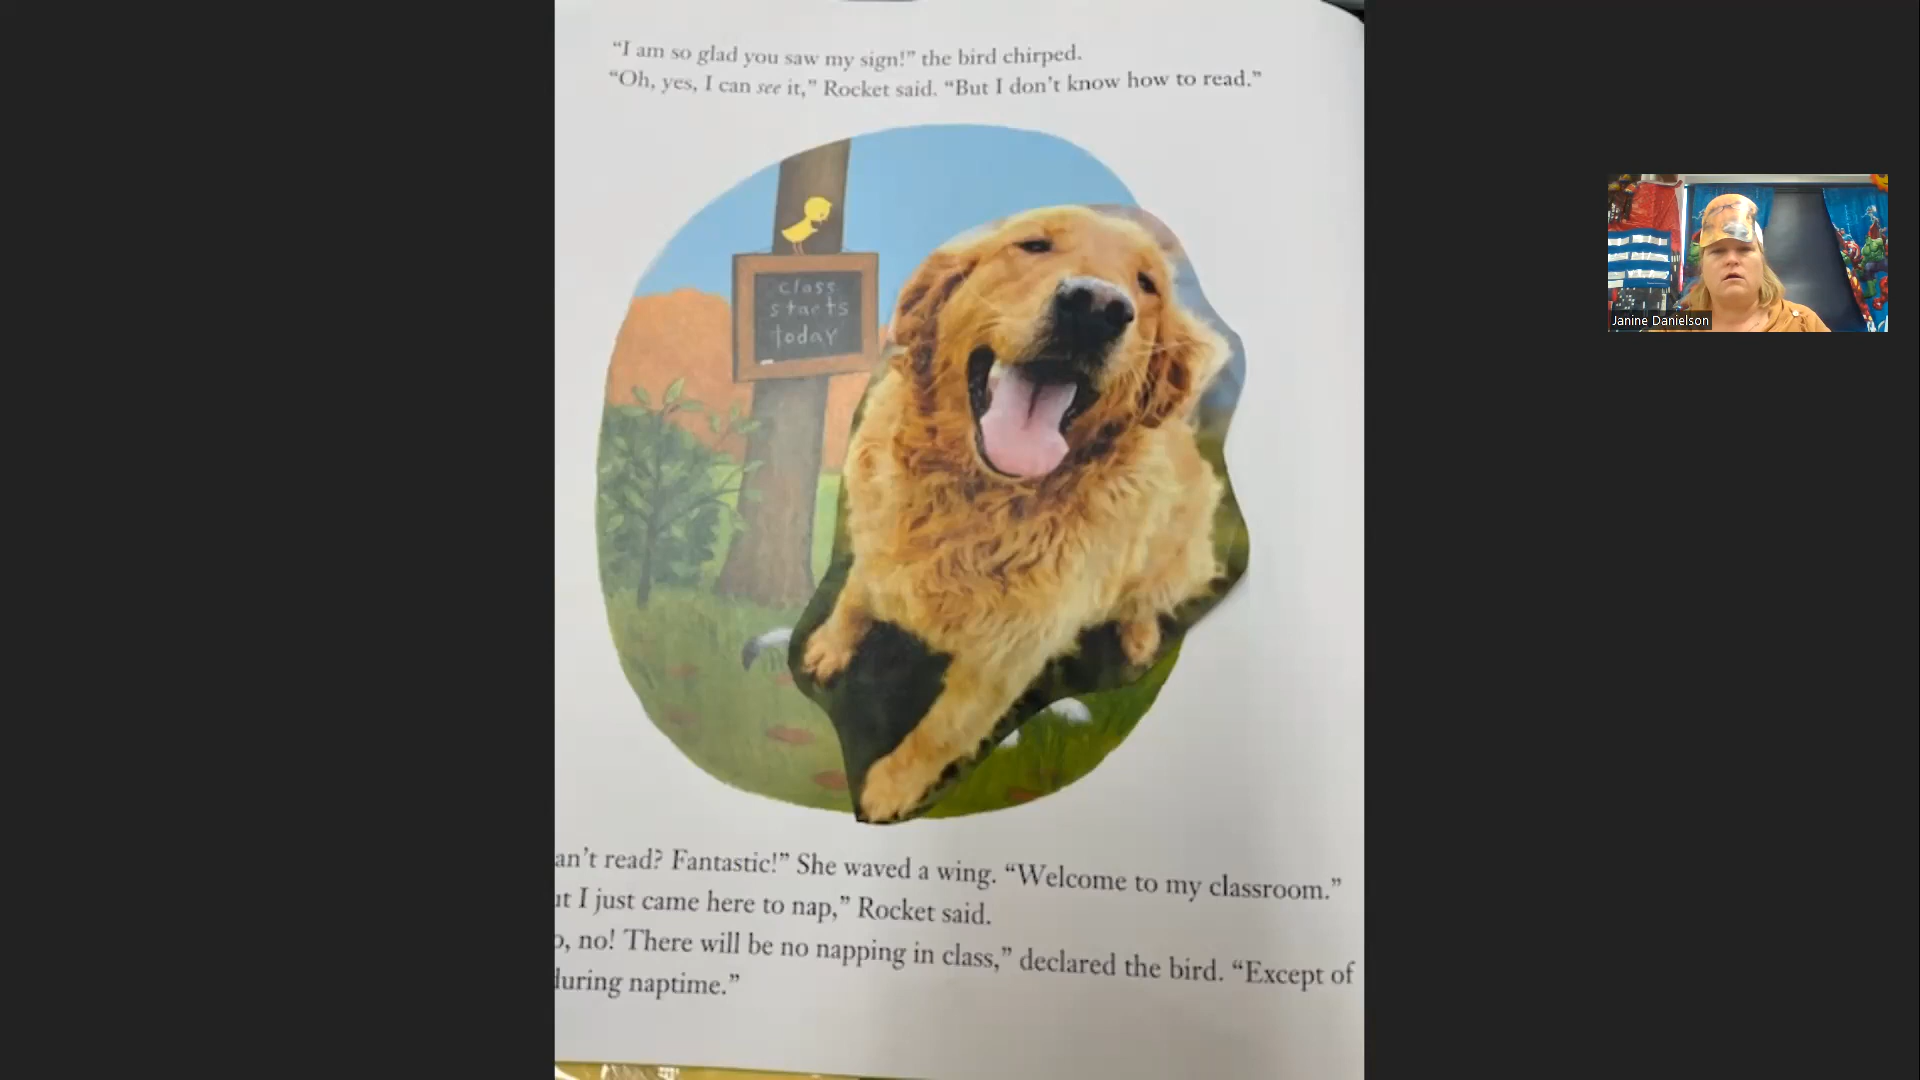 “I am so glad you saw my sign!” the bird chirped.
“Oh, yes, I can see it,” Rocket said. “But I don’t know how to read.”
class
starts
today
an’t read? Fantastic!” She waved a wing. “Welcome to my classroom.”
ut I just came here to nap,” Rocket said.
o, no! There will be no napping in class,” declared the bird. “Except of
during naptime.”
Janine Danielson